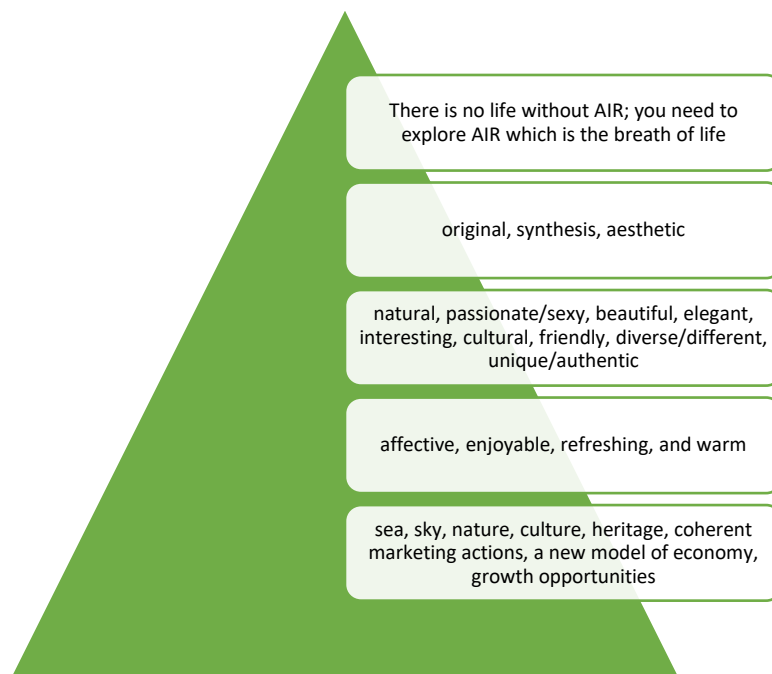 There is no life without AIR; you need to
explore AIR which is the breath of life
original, synthesis, aesthetic
natural, passionate/sexy, beautiful, elegant,
interesting, cultural, friendly, diverse/different,
unique/authentic
affective, enjoyable, refreshing, and warm
sea, sky, nature, culture, heritage, coherent
marketing actions, a new model of economy,
growth opportunities